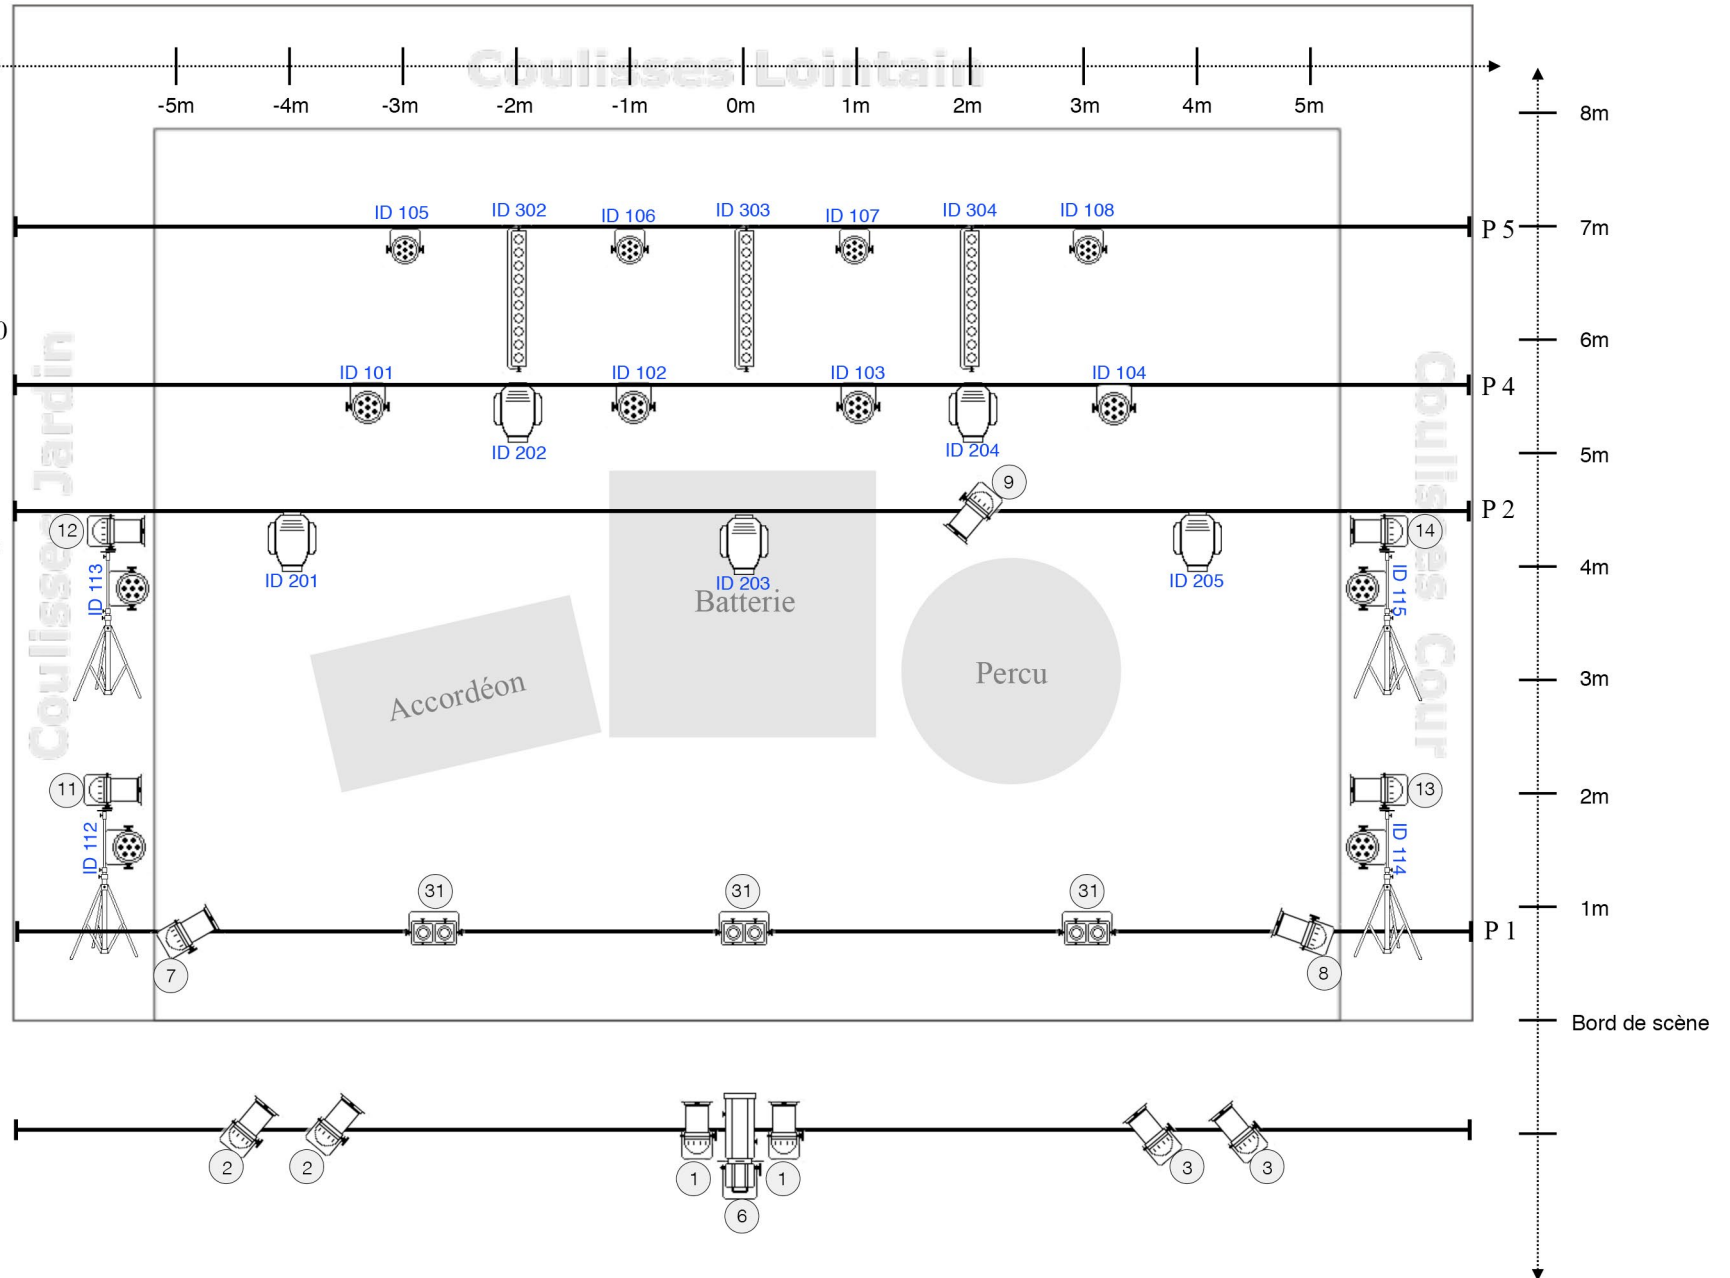 Coulisses Lointain
-5m -4m -3m -2m -1m 0m 1m 2m 3m 4m 5m
8m
ID 105 ID 302 ID 106 ID 303 ID 107 ID 304 ID 108
P 5 7m
0
6m
Coulisses Jardin
Coulisses Cour
ID 101 ID 102 ID 103 ID 104
P 4
ID 202 ID 204
5m
9
P 2
12 14
ID 113 ID 115
ID 201 ID 203 ID 205
4m
Batterie
Accordéon
Percu
3m
11 13
2m
ID 112 ID 114
31 31 31
1m
P 1
7 8
Bord de scène
2 2 1 1 3 3
6